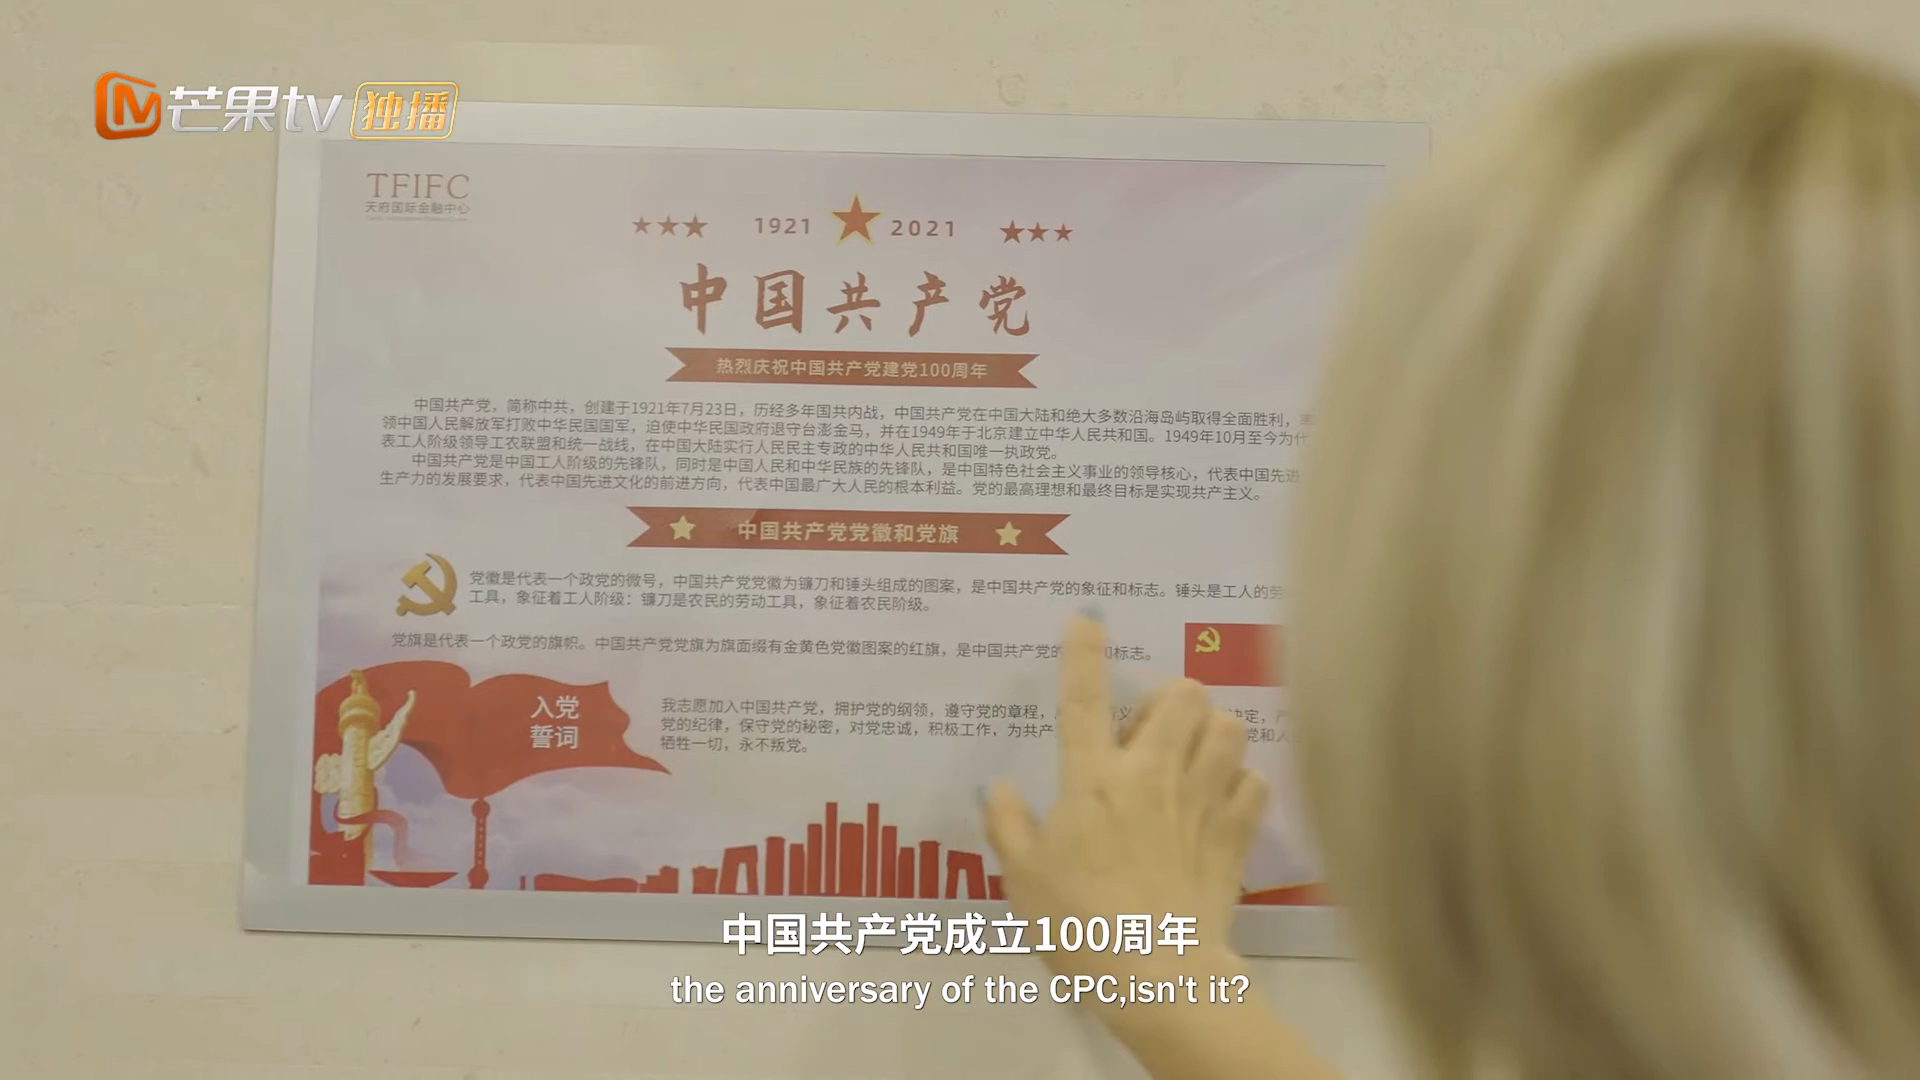 芒果tv 独播
TFIFC
天府国际金融中心
1921 2021
中国共产党
热烈庆祝中国共产党建党100周年
中国共产党，简称中共，创建于1921年7月23日，历经多年国共内战，中国共产党在中国大陆和绝大多数沿海岛屿取得全面胜利，率
领中国人民解放军打败中华民国国军，迫使中华民国政府退守台澎金马，并在1949年于北京建立中华人民共和国。1949年10月至今为代
表工人阶级领导工农联盟和统一战线，在中国大陆实行人民民主专政的中华人民共和国唯一执政党。
中国共产党是中国工人阶级的先锋队，同时是中国人民和中华民族的先锋队，是中国特色社会主义事业的领导核心，代表中国先进
生产力的发展要求，代表中国先进文化的前进方向，代表中国最广大人民的根本利益。党的最高理想和最终目标是实现共产主义。
中国共产党党徽和党旗
党徽是代表一个政党的徽号，中国共产党党徽为镰刀和锤头组成的图案，是中国共产党的象征和标志。锤头是工人的劳
工具，象征着工人阶级：镰刀是农民的劳动工具，象征着农民阶级。
党旗是代表一个政党的旗帜。中国共产党党旗为旗面缀有金黄色党徽图案的红旗，是中国共产党的 和标志。
入党
誓词
我志愿加入中国共产党，拥护党的纲领，遵守党的章程， 决定，严
党的纪律，保守党的秘密，对党忠诚，积极工作，为共产 党和人
牺牲一切，永不叛党。
中国共产党成立100周年
the anniversary of the CPC,isn't it?